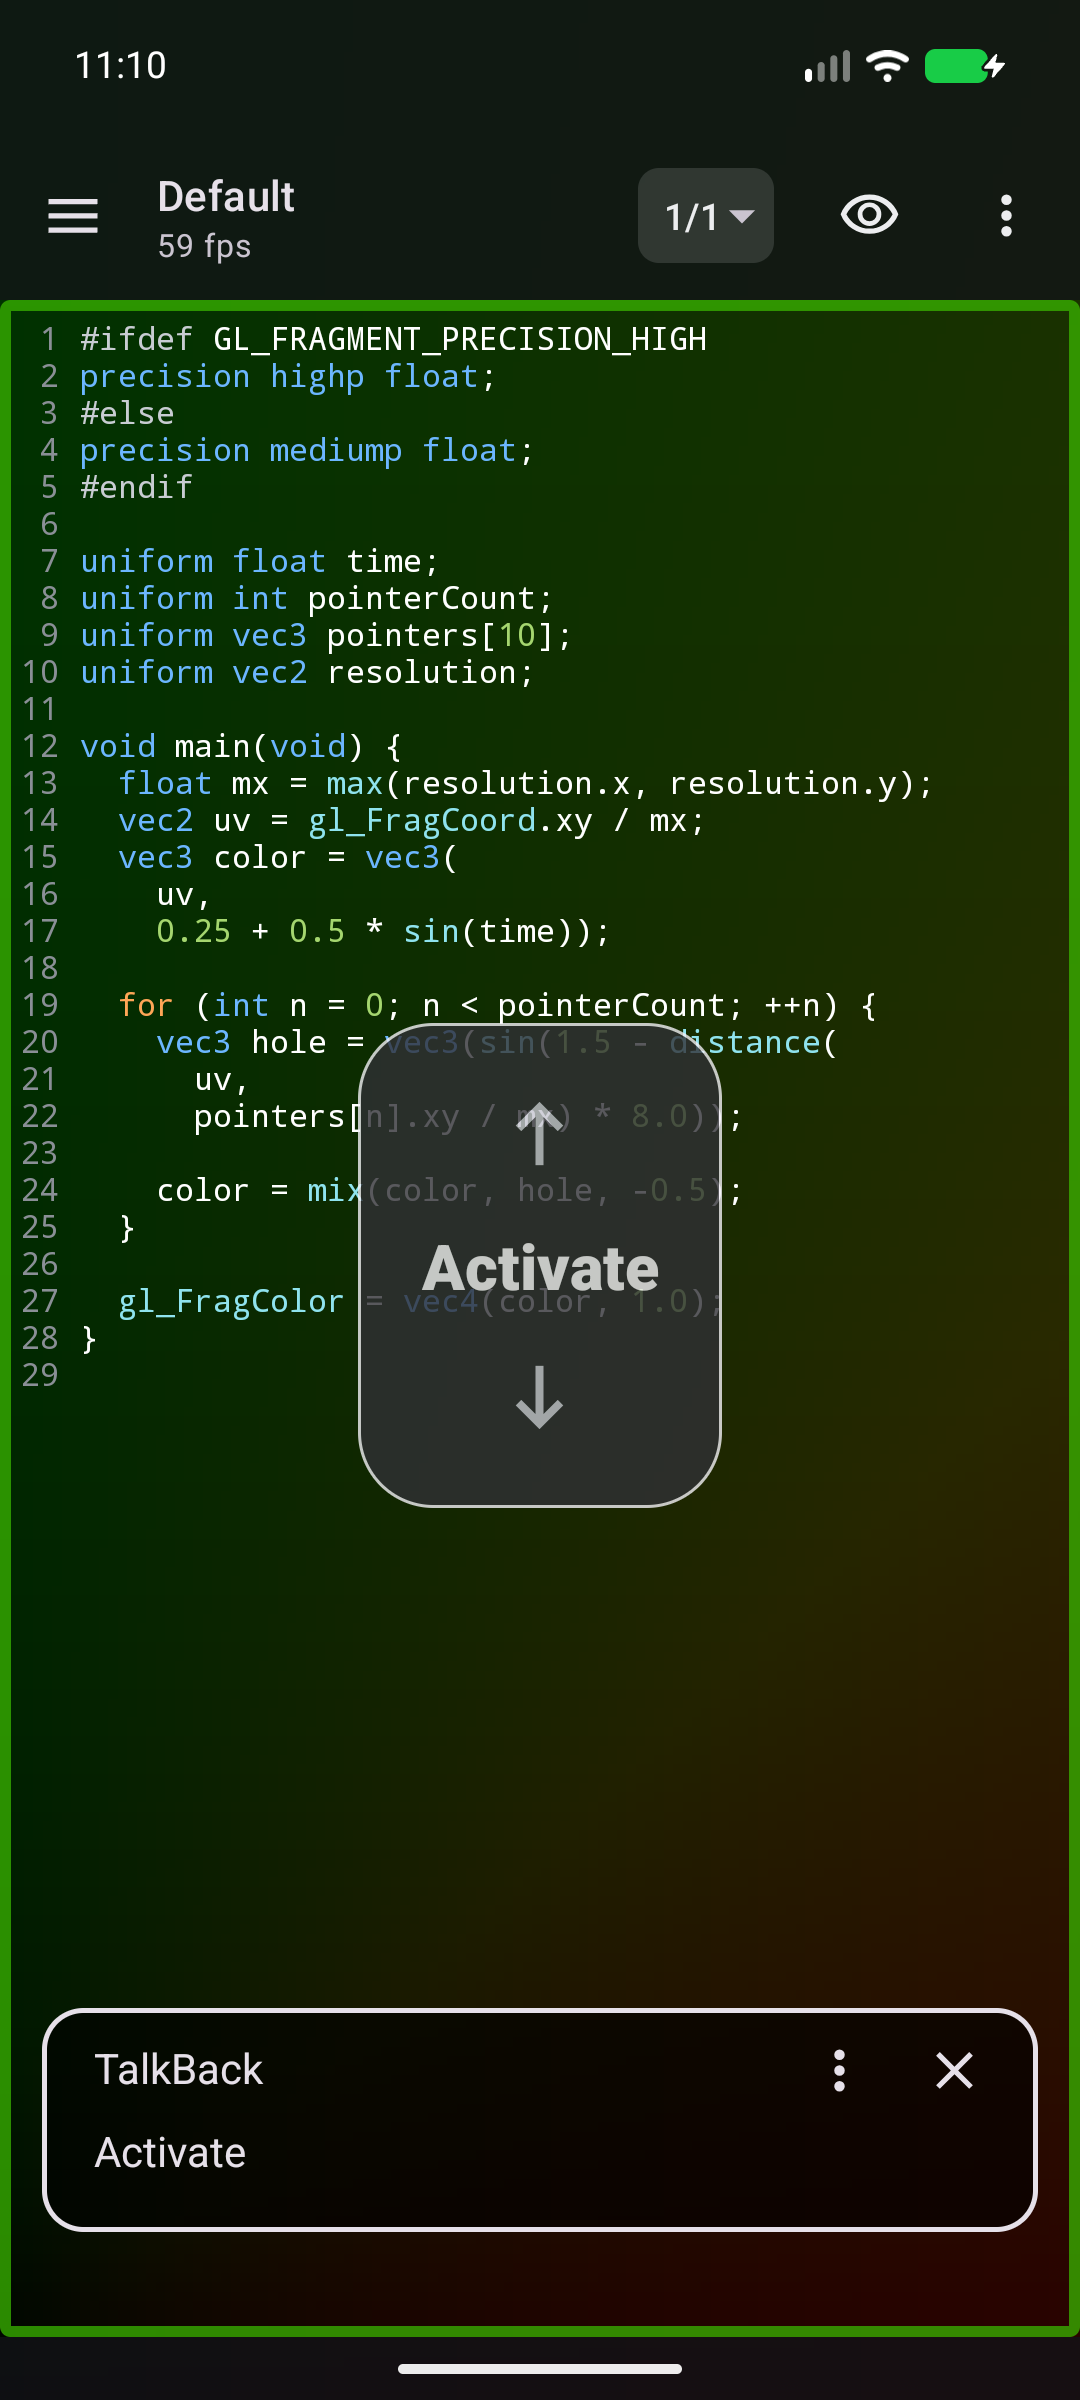 11:10
Default
59 fps
1/1
1 #ifdef GL_FRAGMENT_PRECISION_HIGH
2 precision highp float;
3 #else
4 precision mediump float;
5 #endif
6
7 uniform float time;
8 uniform int pointerCount;
9 uniform vec3 pointers[10];
10 uniform vec2 resolution;
11
12 void main(void) {
13   float mx = max(resolution.x, resolution.y);
14   vec2 uv = gl_FragCoord.xy / mx;
15   vec3 color = vec3(
16     uv,
17     0.25 + 0.5 * sin(time));
18
19   for (int n = 0; n < pointerCount; ++n) {
20     vec3 hole = vec3(sin(1.5 - distance(
21       uv,
22       pointers[n].xy / mx) * 8.0));
23
24     color = mix(color, hole, -0.5);
25   }
26
27   gl_FragColor = vec4(color, 1.0);
28 }
29
Activate
TalkBack
Activate